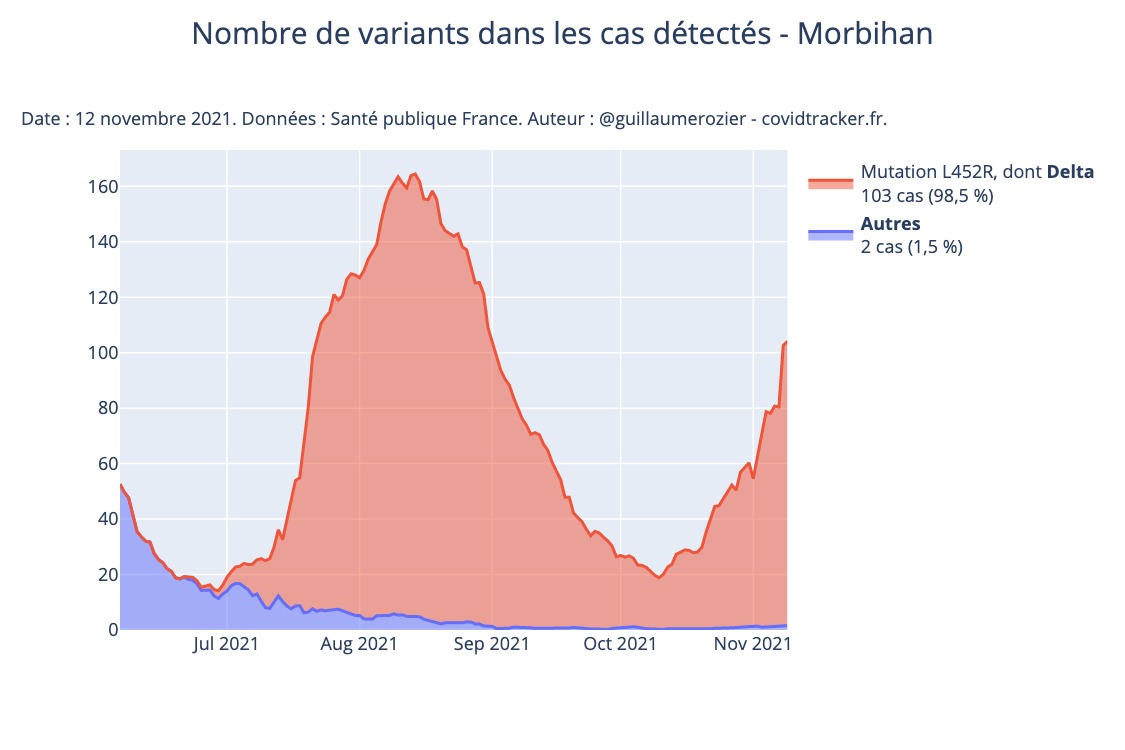 Nombre de variants dans les cas détectés - Morbihan
Date : 12 novembre 2021. Données : Santé publique France. Auteur : @guillaumerozier - covidtracker.fr.
Mutation L452R, dont Delta
103 cas (98,5 %)
Autres
2 cas (1,5 %)
160
140
120
100
80
60
40
20
0
Jul 2021 Aug 2021 Sep 2021 Oct 2021 Nov 2021